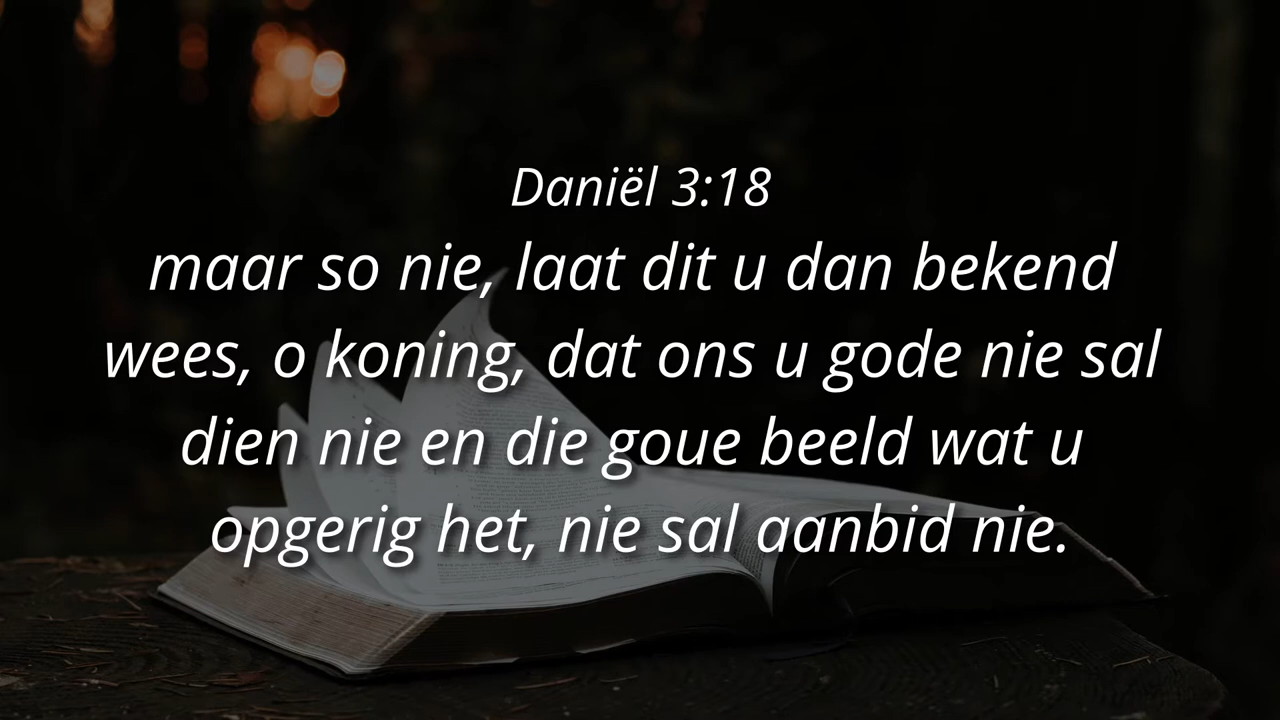 Daniël 3:18
maar so nie, laat dit u dan bekend
wees, o koning, dat ons u gode nie sal
dien nie en die goue beeld wat u
opgerig het, nie sal aanbid nie.